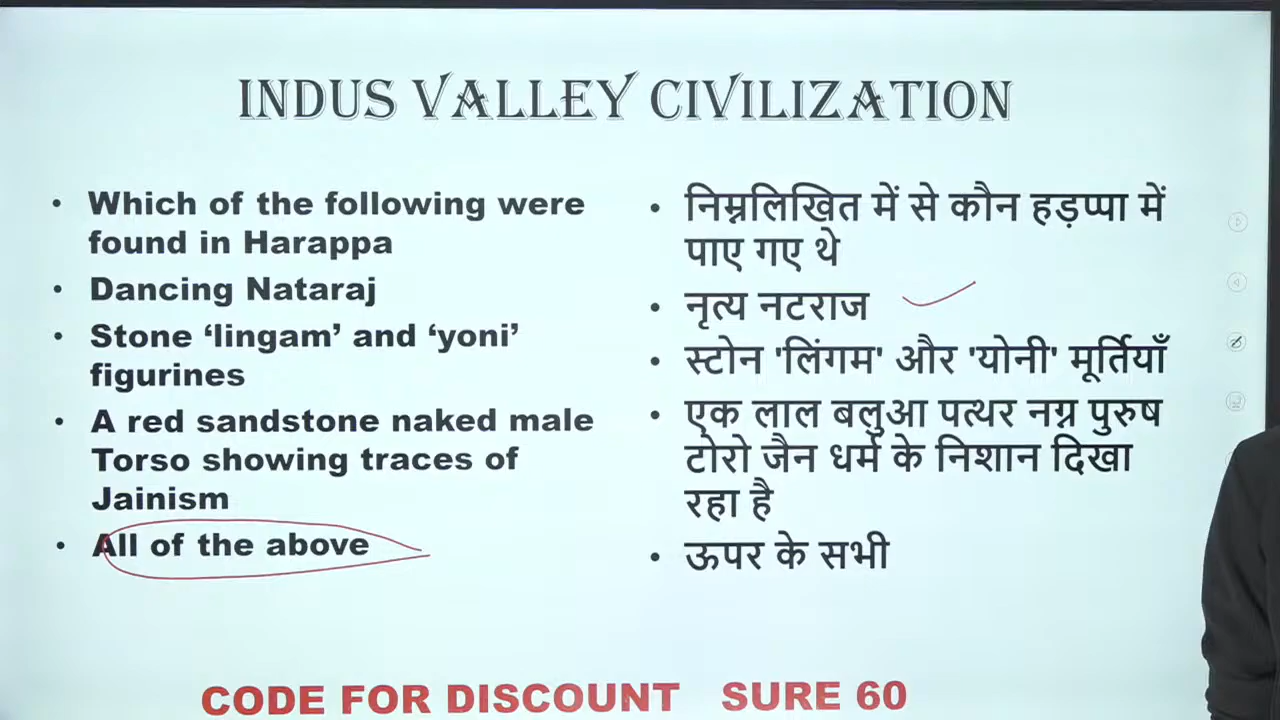 INDUS VALLEY CIVILIZATION
• Which of the following were
found in Harappa
• Dancing Nataraj
• Stone ‘lingam’ and ‘yoni’
figurines
• A red sandstone naked male
Torso showing traces of
Jainism
• All of the above
• निम्नलिखित में से कौन हड़प्पा में
पाए गए थे
• नृत्य नटराज
• स्टोन 'लिंगम' और 'योनी' मूर्तियाँ
• एक लाल बलुआ पत्थर नग्न पुरुष
टोरो जैन धर्म के निशान दिखा
रहा है
• ऊपर के सभी
CODE FOR DISCOUNT SURE 60